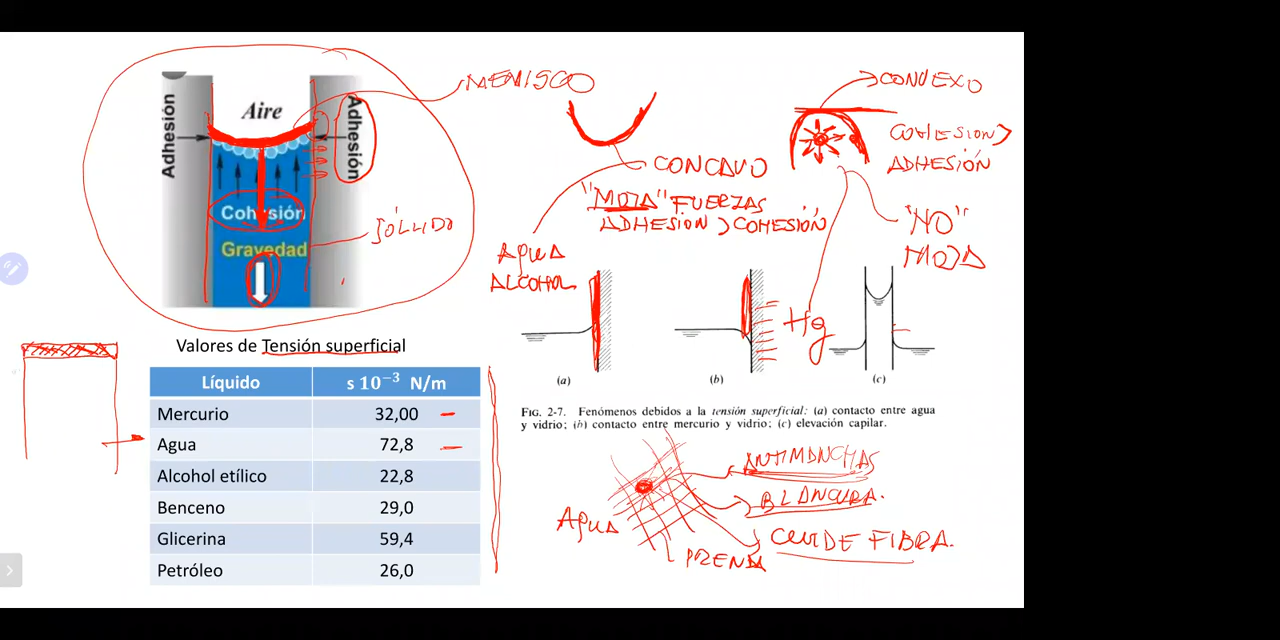 Adhesión
Aire
Adhesión
Cohesión
Gravedad
MENISCO
SÓLIDO
CONCAVO
"MOJA" FUERZAS
ADHESIÓN > COHESIÓN
AGUA
ALCOHOL
CONVEXO
COHESION >
ADHESIÓN
"NO"
MOJA
Hg
(a)
(b)
(c)
FIG. 2-7. Fenómenos debidos a la tensión superficial: (a) contacto entre agua
y vidrio; (b) contacto entre mercurio y vidrio; (c) elevación capilar.
Valores de Tensión superficial
Líquido s 10⁻³ N/m
Mercurio 32,00
Agua 72,8
Alcohol etílico 22,8
Benceno 29,0
Glicerina 59,4
Petróleo 26,0
ANTIMANCHAS
BLANCURA.
AGUA
CUIDE FIBRA.
PRENDA